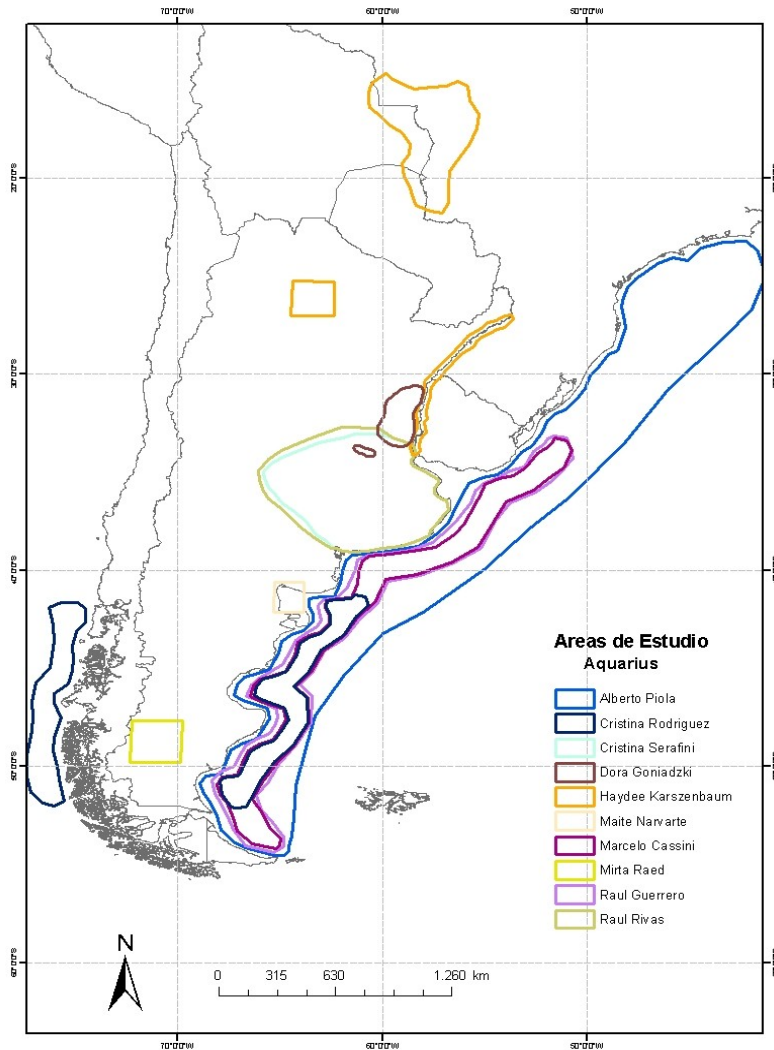 70°0'0"W 60°0'0"W 50°0'0"W
Areas de Estudio
Aquarius
Alberto Piola
Cristina Rodriguez
Cristina Serafini
Dora Goniadzki
Haydee Karszenbaum
Maite Narvarte
Marcelo Cassini
Mirta Raed
Raul Guerrero
Raul Rivas
N
0 315 630 1.260 km
70°0'0"W 60°0'0"W 50°0'0"W